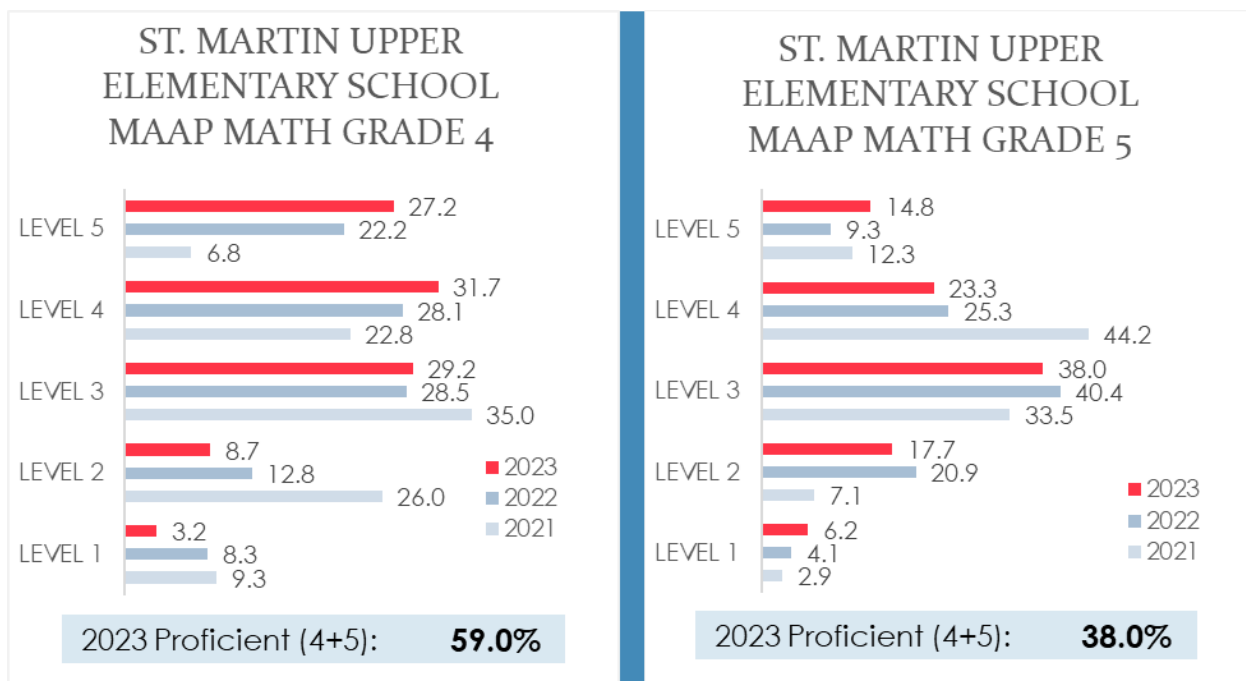 ST. MARTIN UPPER
ELEMENTARY SCHOOL
MAAP MATH GRADE 4
LEVEL 5
27.2
22.2
6.8
LEVEL 4
31.7
28.1
22.8
LEVEL 3
29.2
28.5
35.0
LEVEL 2
8.7
12.8
26.0
LEVEL 1
3.2
8.3
9.3
2023
2022
2021
2023 Proficient (4+5): 59.0%
ST. MARTIN UPPER
ELEMENTARY SCHOOL
MAAP MATH GRADE 5
LEVEL 5
14.8
9.3
12.3
LEVEL 4
23.3
25.3
44.2
LEVEL 3
38.0
40.4
33.5
LEVEL 2
17.7
20.9
7.1
LEVEL 1
6.2
4.1
2.9
2023
2022
2021
2023 Proficient (4+5): 38.0%